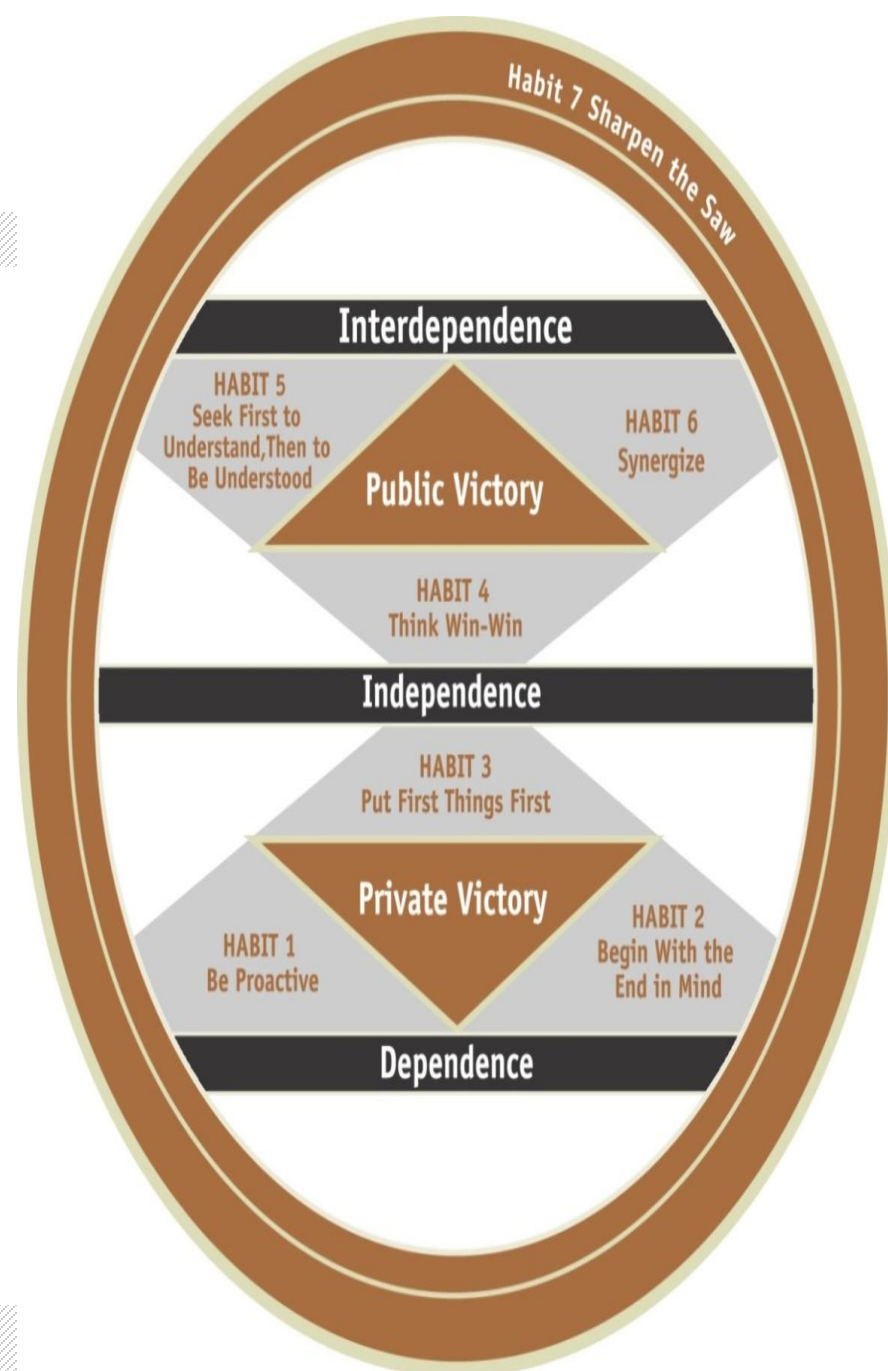 Habit 7 Sharpen the Saw
Interdependence
HABIT 5
Seek First to
Understand,Then to
Be Understood
HABIT 6
Synergize
Public Victory
HABIT 4
Think Win-Win
Independence
HABIT 3
Put First Things First
Private Victory
HABIT 1
Be Proactive
HABIT 2
Begin With the
End in Mind
Dependence